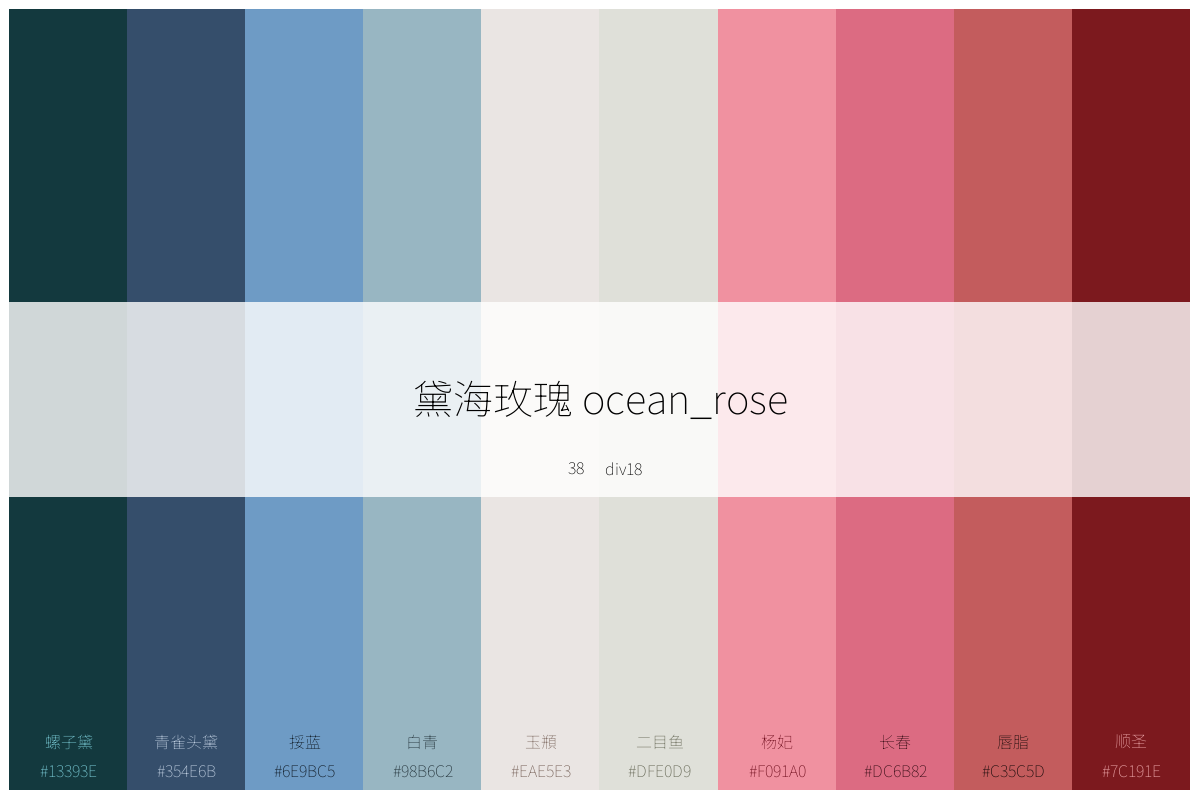 黛海玫瑰 ocean_rose
38 div18
螺子黛 青雀头黛 挼蓝 白青 玉頩 二目鱼 杨妃 长春 唇脂 顺圣
#13393E #354E6B #6E9BC5 #98B6C2 #EAE5E3 #DFE0D9 #F091A0 #DC6B82 #C35C5D #7C191E